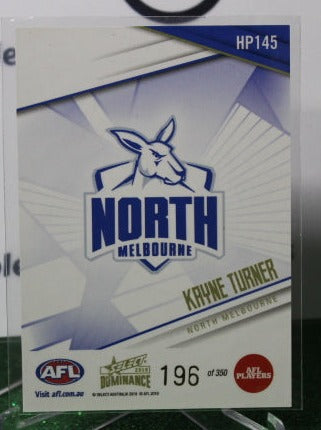 HP145
NORTH
MELBOURNE
KAYNE TURNER
NORTH MELBOURNE
AFL
Visit afl.com.au
SELECT
2018
DOMINANCE
196 of 350
AFL
PLAYERS